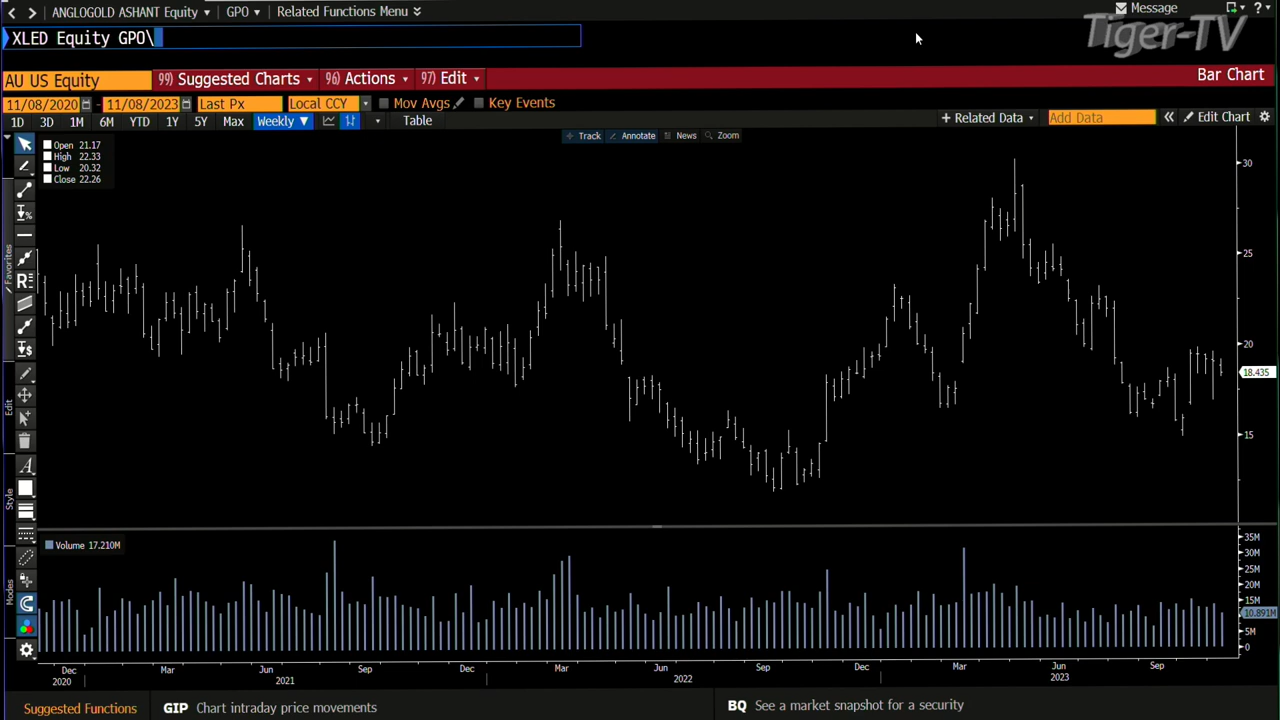 ANGLOGOLD ASHANT Equity GPO Related Functions Menu Message ?
Tiger-TV
XLED Equity GPO\
AU US Equity 99) Suggested Charts 96) Actions 97) Edit Bar Chart
11/08/2020 - 11/08/2023 Last Px Local CCY Mov Avgs Key Events
1D 3D 1M 6M YTD 1Y 5Y Max Weekly ▼ Table + Related Data Add Data « Edit Chart
Track Annotate News Zoom
Open 21.17
High 22.33
Low 20.32
Close 22.26
30
25
20
18.435
15
Favorites
Edit
Style
Modes
Volume 17.210M
35M
30M
25M
20M
15M
10.891M
5M
0
Dec Mar Jun Sep Dec Mar Jun Sep Dec Mar Jun Sep
2020 2021 2022 2023
Suggested Functions GIP Chart intraday price movements BQ See a market snapshot for a security